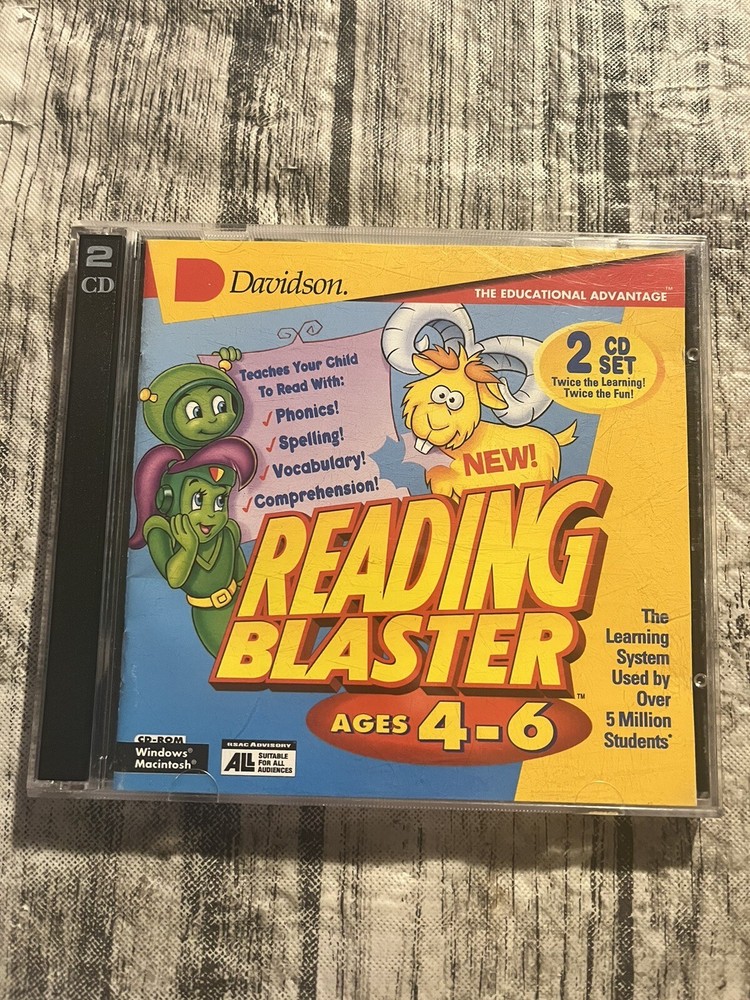 2
CD
Davidson.
THE EDUCATIONAL ADVANTAGE™
Teaches Your Child
To Read With:
✓ Phonics!
✓ Spelling!
✓ Vocabulary!
✓ Comprehension!
2 CD
SET
Twice the Learning!
Twice the Fun!
NEW!
READING
BLASTER™
AGES 4-6
The
Learning
System
Used by
Over
5 Million
Students*
CD-ROM
Windows®
Macintosh®
RSAC ADVISORY
ALL
SUITABLE
FOR ALL
AUDIENCES